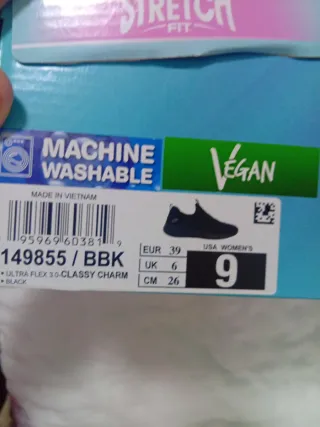 STRETCH
FIT
MACHINE
WASHABLE
VEGAN
MADE IN VIETNAM
149855 / BBK
• ULTRA FLEX 3.0-CLASSY CHARM
• BLACK
EUR 39
UK 6
CM 26
USA WOMEN'S
9